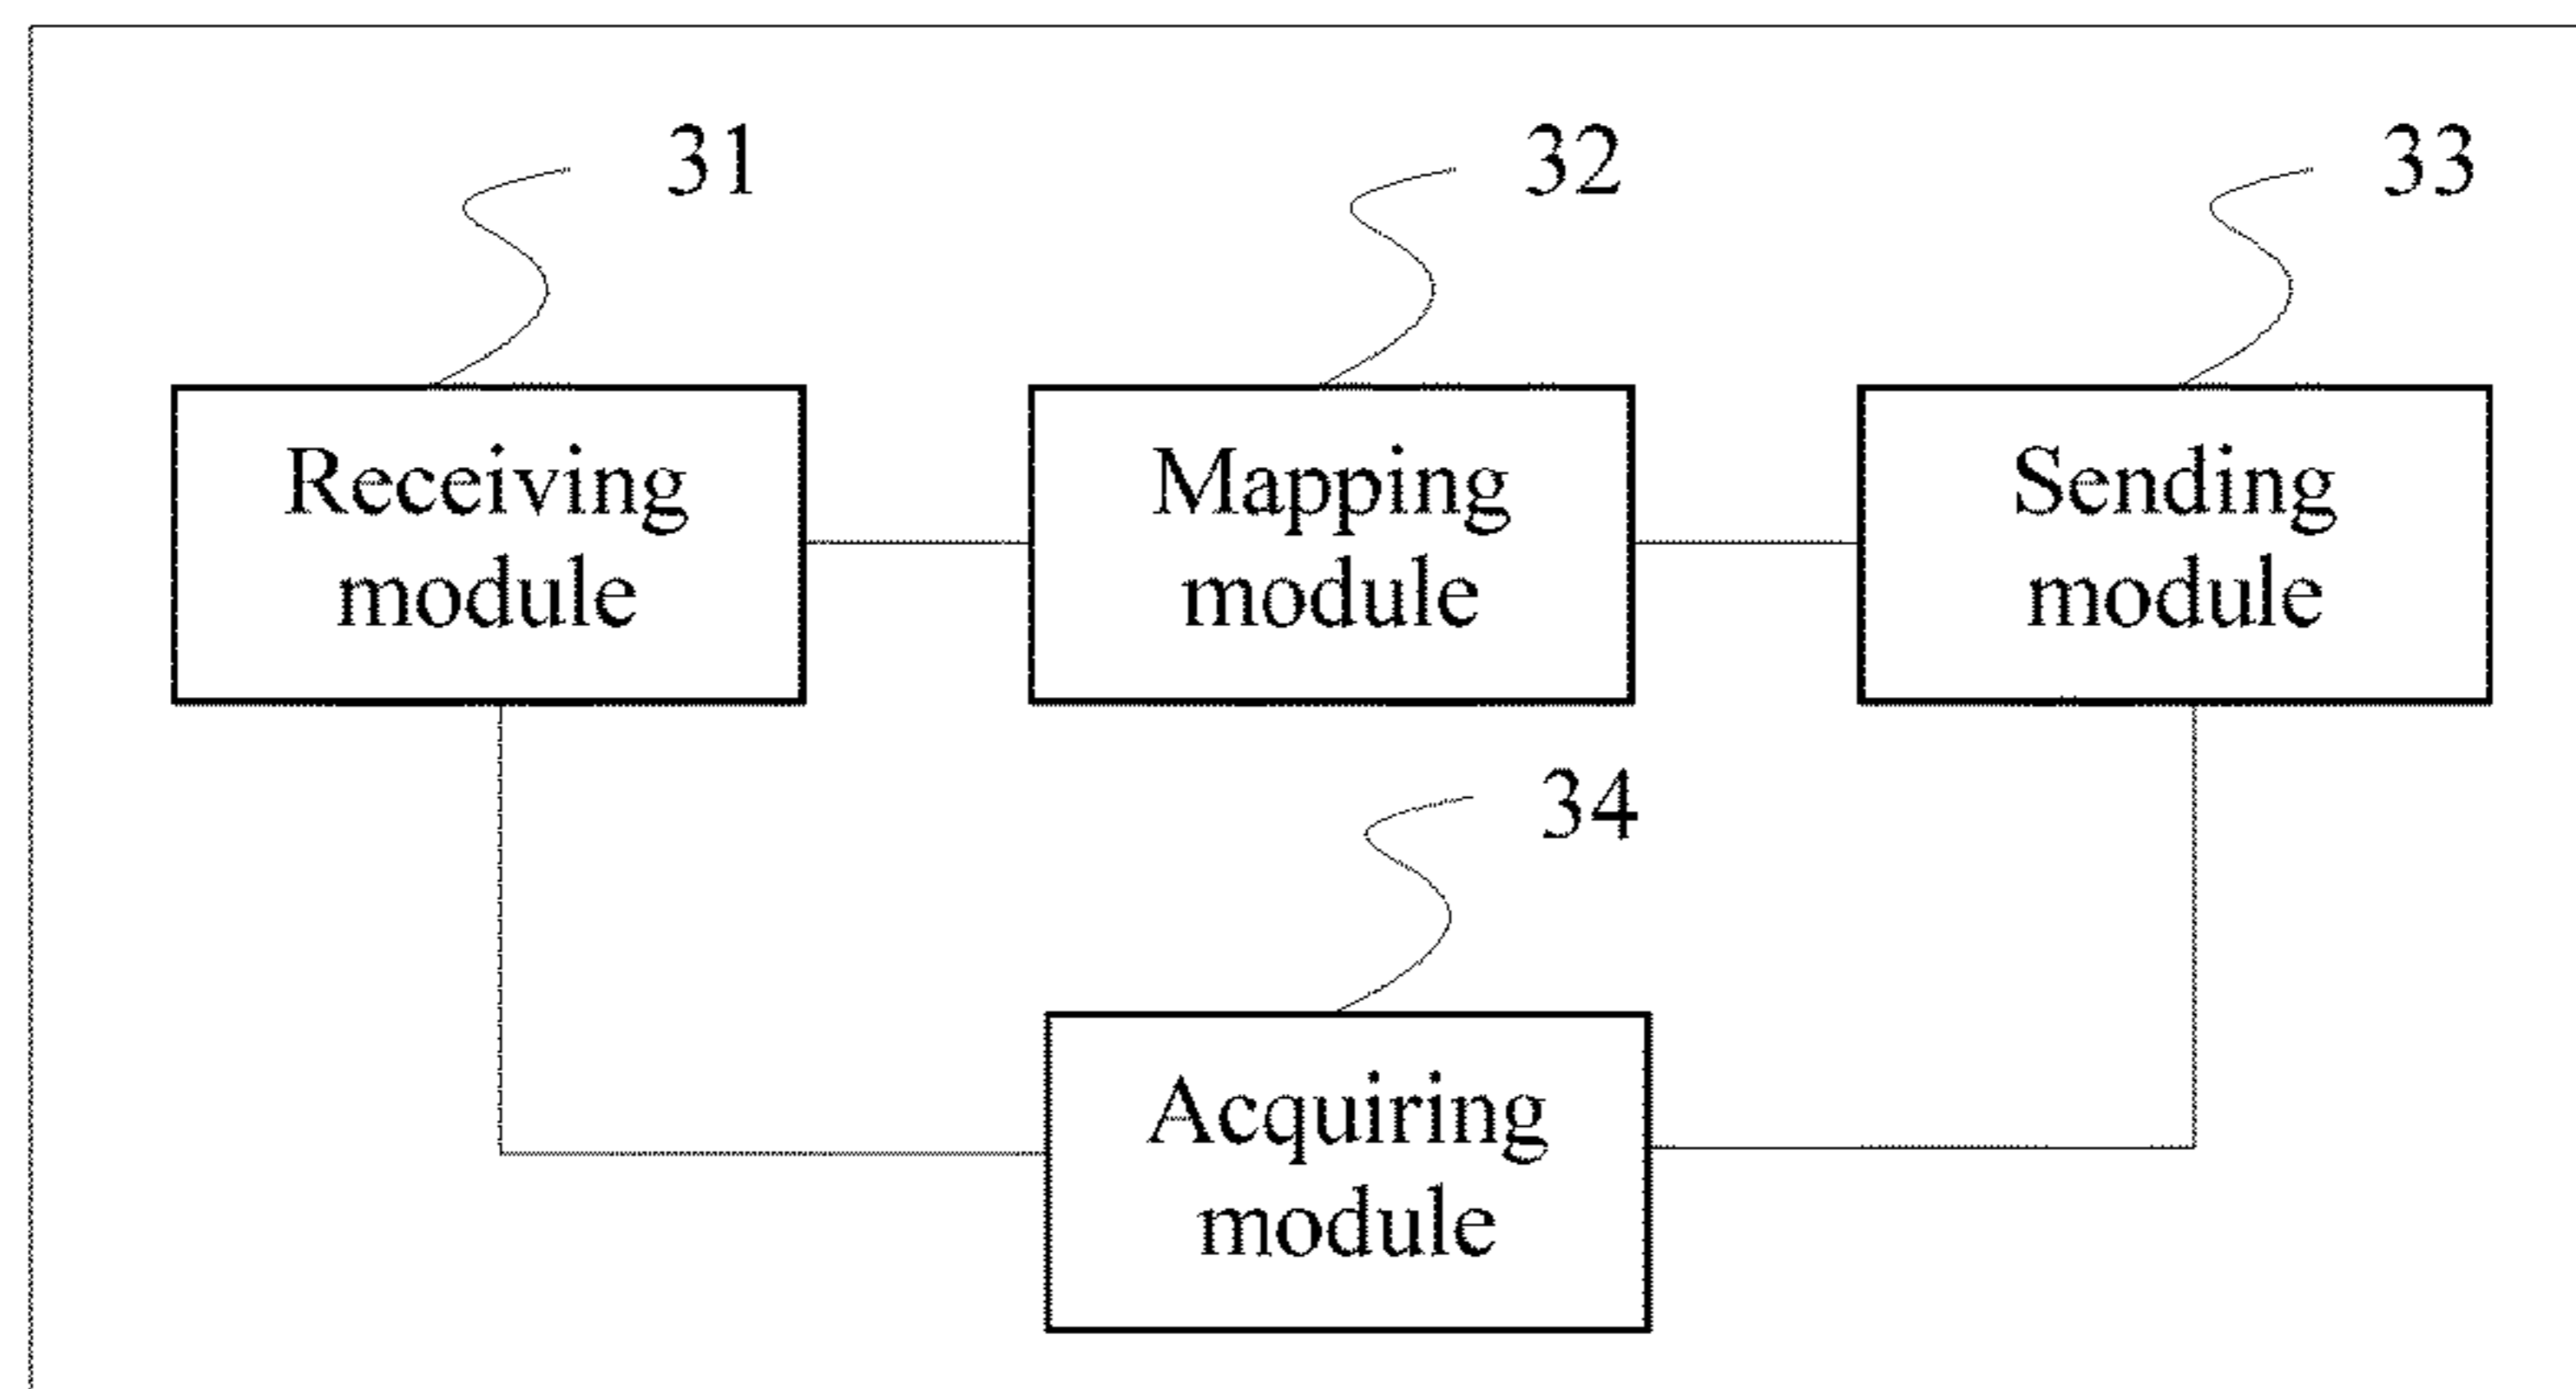 31
32
33
Receiving
module
Mapping
module
Sending
module
34
Acquiring
module